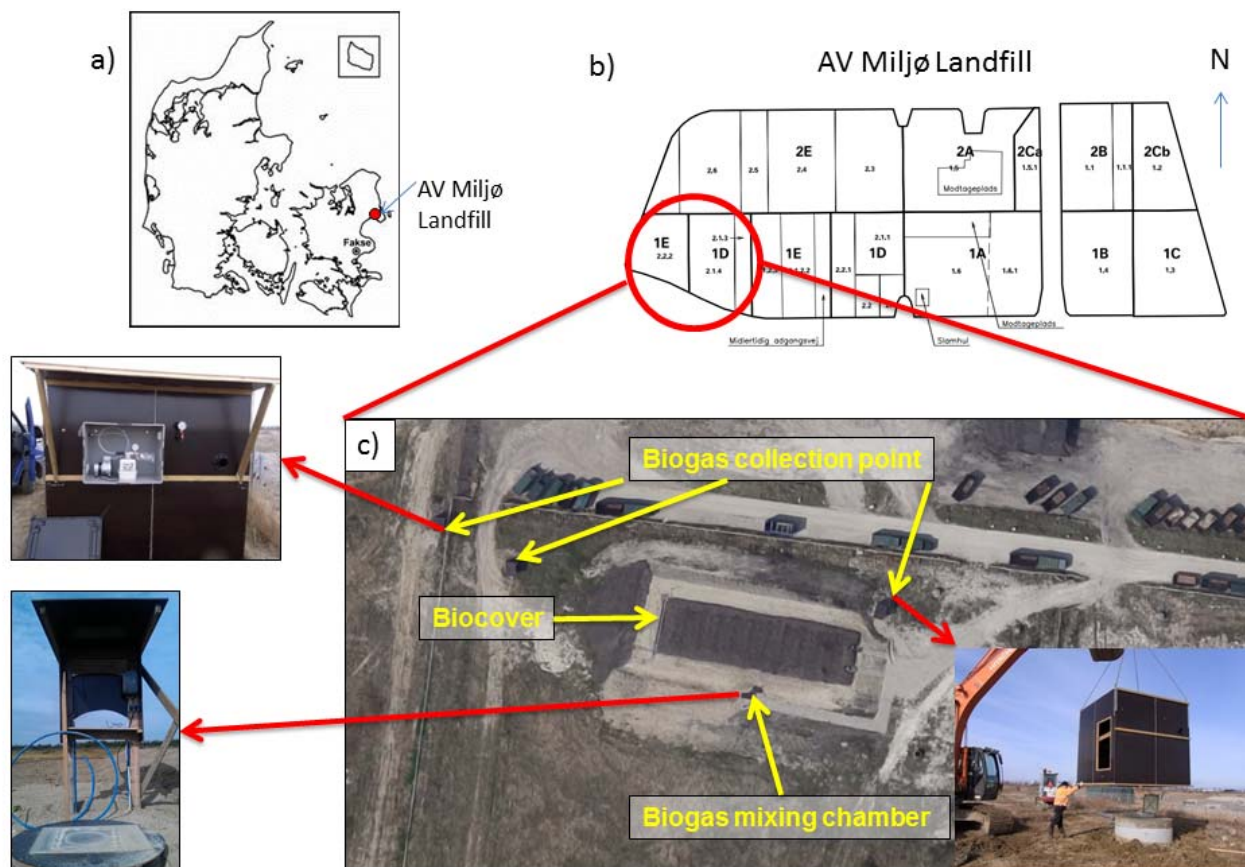 a)
AV Miljø
Landfill
Fakse
b)
AV Miljø Landfill
N
2E
2A
2Ca
2B
2Cb
2,6
2.5
2,4
2,3
1.5
1.5.1
1.1
1.1.1
1.2
Modtageplads
1E
2.2.2
1D
2.1.3
2.1.4
1E
2.2.1
1D
2.1.1
2.2
1A
1.6
1.6.1
1B
1,4
1C
1.3
Midlertidig adgangsvej
Slamhul
Modtageplads
c)
Biogas collection point
Biocover
Biogas mixing chamber